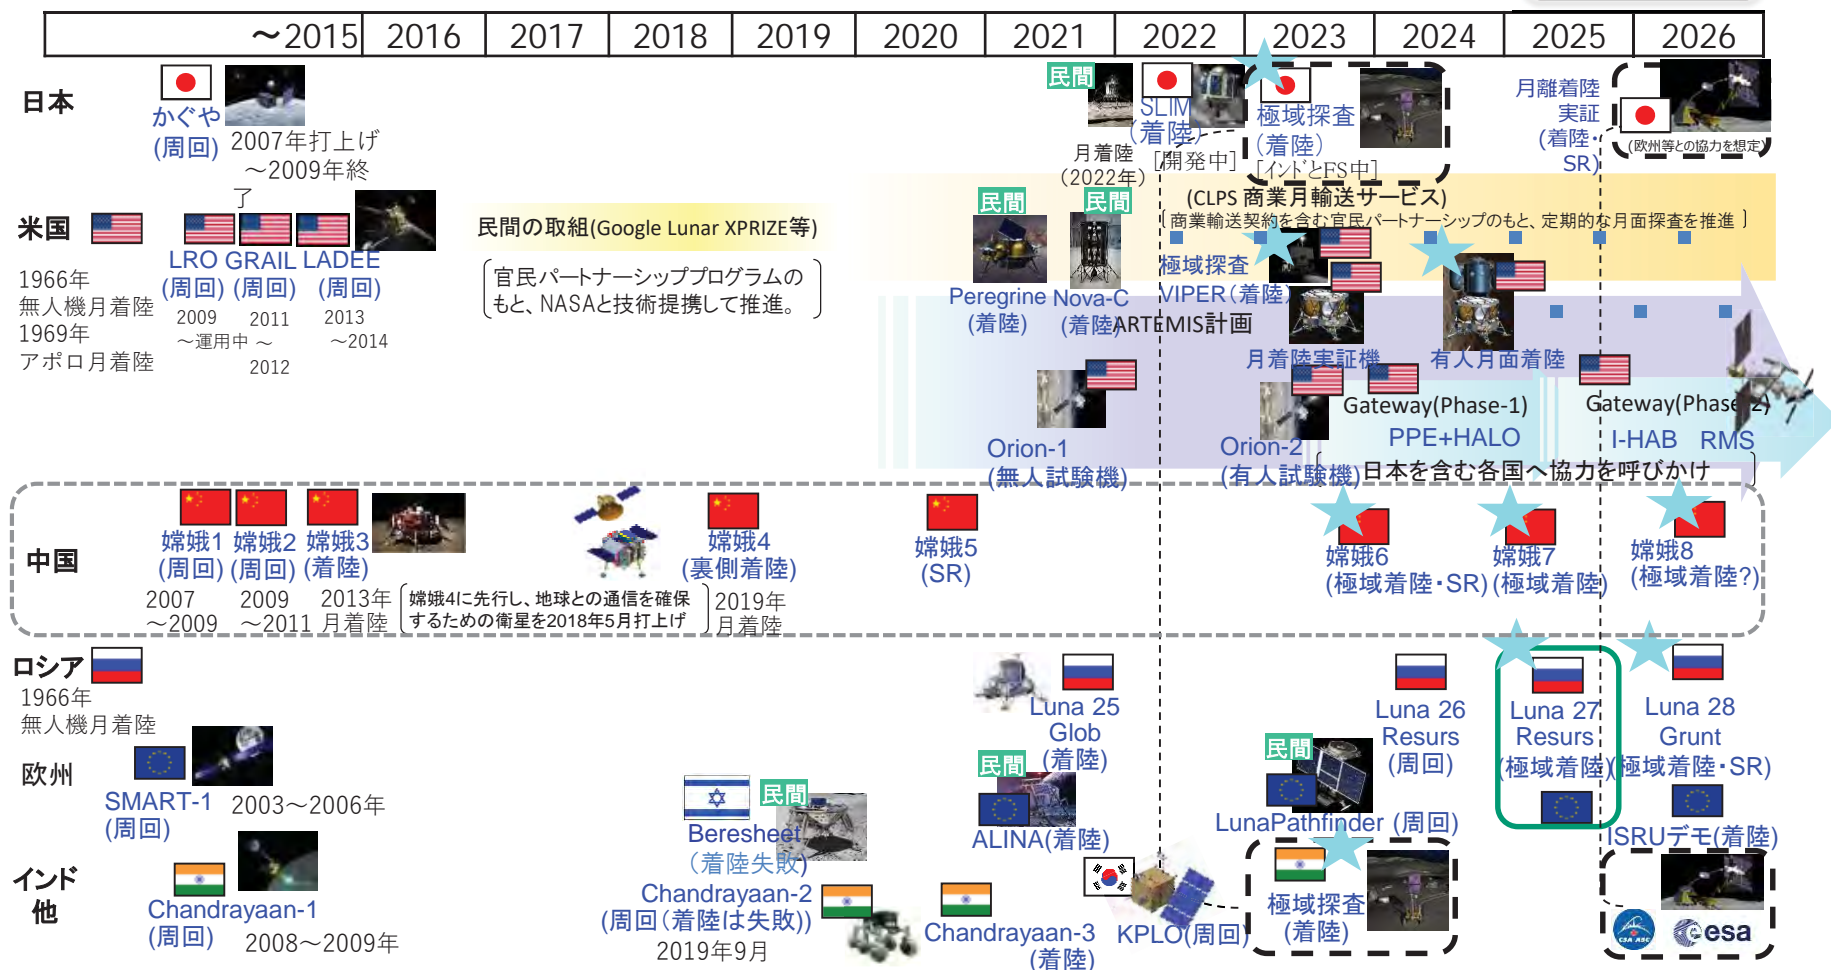 ～2015
2016
2017
2018
2019
2020
2021
2022
2023
2024
2025
2026
日本
かぐや
(周回)
2007年打上げ
～2009年終
了
民間
月着陸
(2022年)
SLIM
(着陸)
[開発中]
極域探査
(着陸)
[インドとFS中]
月離着陸
実証
(着陸・
SR)
(欧州等との協力を想定)
米国
1966年
無人機月着陸
1969年
アポロ月着陸
LRO
(周回)
2009
～運用中
GRAIL
(周回)
2011
～
2012
LADEE
(周回)
2013
～2014
民間の取組(Google Lunar XPRIZE等)
官民パートナーシッププログラムの
もと、NASAと技術提携して推進。
民間
Peregrine
(着陸)
民間
Nova-C
(着陸)
(CLPS 商業月輸送サービス)
商業輸送契約を含む官民パートナーシップのもと、定期的な月面探査を推進
極域探査
VIPER(着陸)
ARTEMIS計画
月着陸実証機
有人月面着陸
Orion-1
(無人試験機)
Orion-2
(有人試験機)
Gateway(Phase-1)
PPE+HALO
Gateway(Phase-2)
I-HAB RMS
日本を含む各国へ協力を呼びかけ
中国
嫦娥1
(周回)
2007
～2009
嫦娥2
(周回)
2009
～2011
嫦娥3
(着陸)
2013年
月着陸
嫦娥4に先行し、地球との通信を確保
するための衛星を2018年5月打上げ
嫦娥4
(裏側着陸)
2019年
月着陸
嫦娥5
(SR)
嫦娥6
(極域着陸・SR)
嫦娥7
(極域着陸)
嫦娥8
(極域着陸?)
ロシア
1966年
無人機月着陸
Luna 25
Glob
(着陸)
Luna 26
Resurs
(周回)
Luna 27
Resurs
(極域着陸)
Luna 28
Grunt
(極域着陸・SR)
欧州
SMART-1
(周回)
2003～2006年
Beresheet
(着陸失敗)
民間
民間
ALINA(着陸)
民間
LunaPathfinder (周回)
ISRUデモ(着陸)
インド
他
Chandrayaan-1
(周回)
2008～2009年
Chandrayaan-2
(周回(着陸は失敗))
2019年9月
Chandrayaan-3
(着陸)
KPLO(周回)
極域探査
(着陸)
CSA ASC
esa